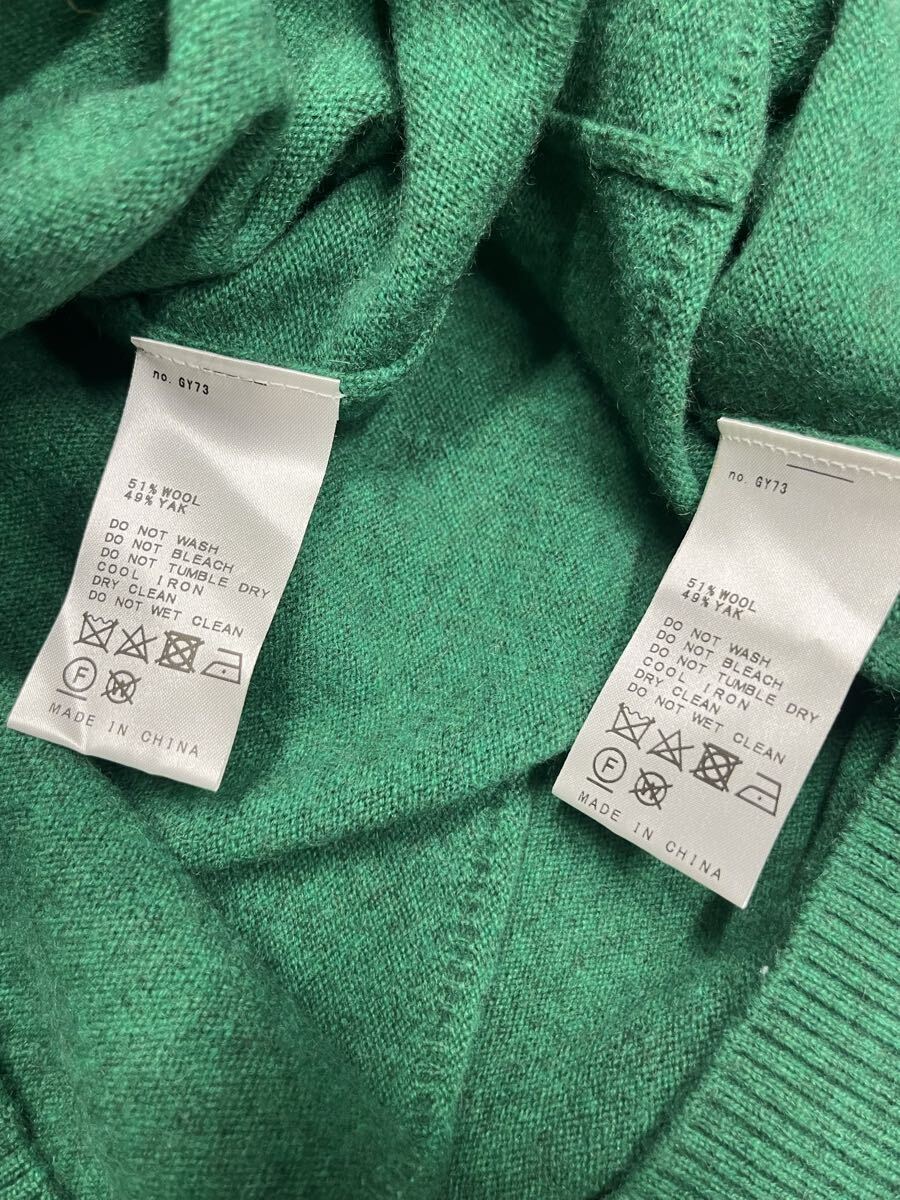 no. GY73
51% WOOL
49% YAK
DO NOT WASH
DO NOT BLEACH
DO NOT TUMBLE DRY
COOL IRON
DRY CLEAN
DO NOT WET CLEAN
F
W
MADE IN CHINA
no. GY73
51% WOOL
49% YAK
DO NOT WASH
DO NOT BLEACH
DO NOT TUMBLE DRY
COOL IRON
DRY CLEAN
DO NOT WET CLEAN
F
W
MADE IN CHINA